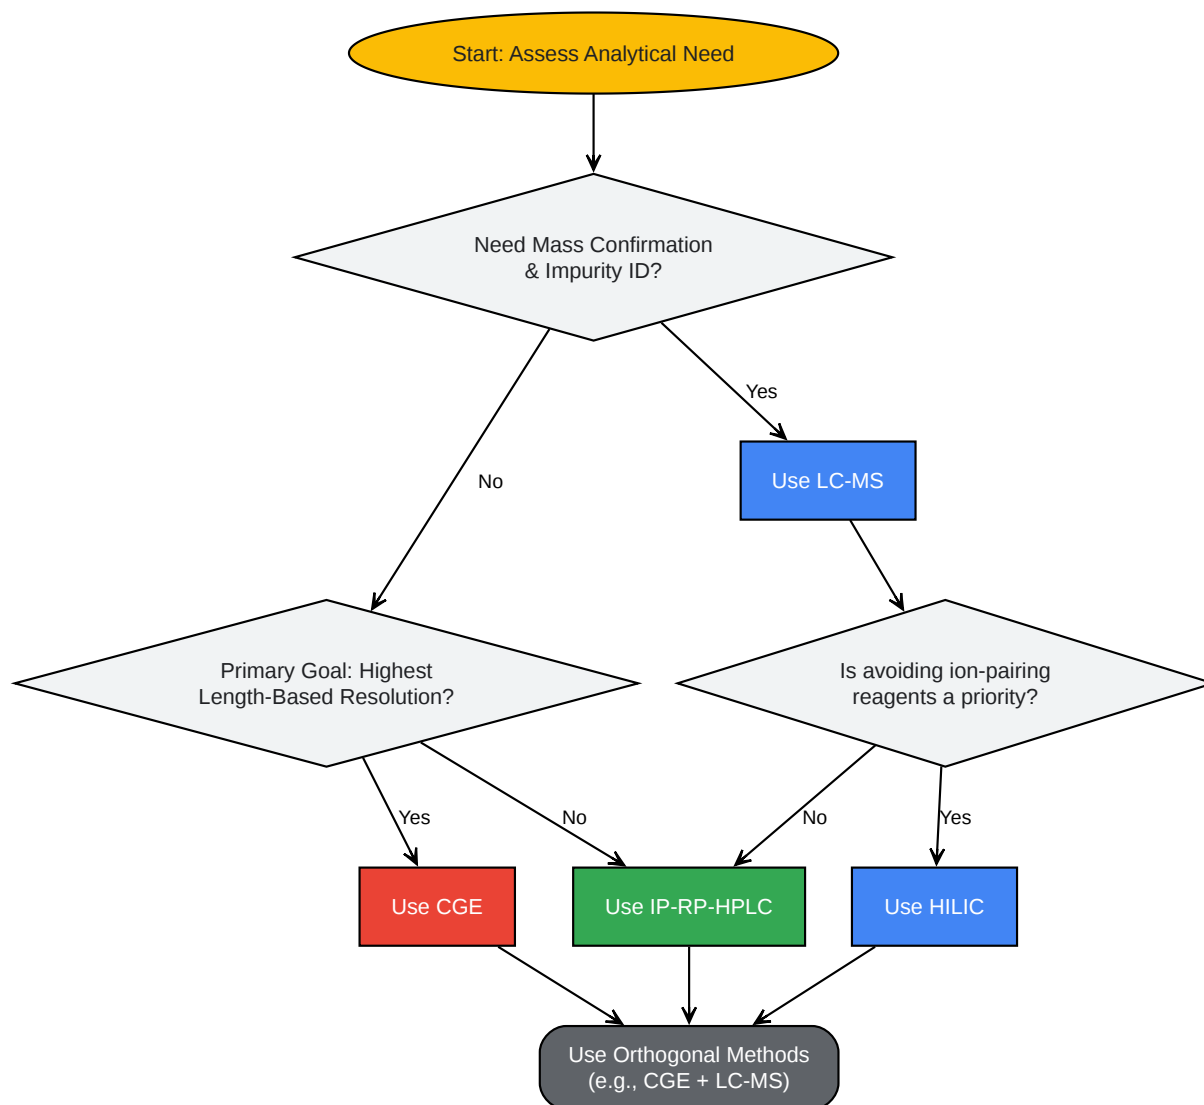 Start: Assess Analytical Need
Need Mass Confirmation
& Impurity ID?
Yes
Use LC-MS
No
Primary Goal: Highest
Length-Based Resolution?
Is avoiding ion-pairing
reagents a priority?
Yes
No
No
Yes
Use CGE
Use IP-RP-HPLC
Use HILIC
Use Orthogonal Methods
(e.g., CGE + LC-MS)